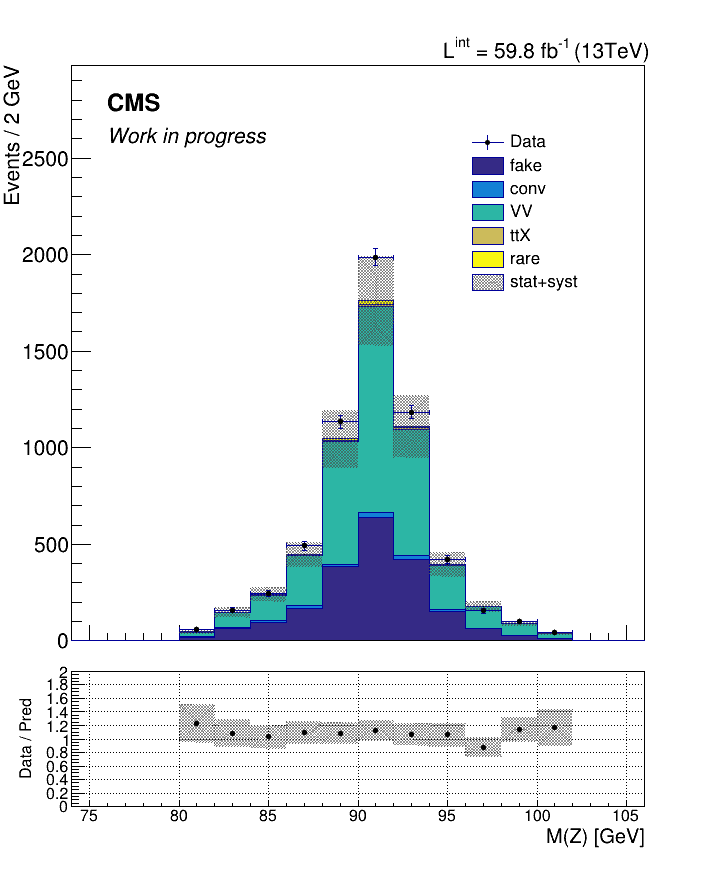 L^int = 59.8 fb^-1 (13TeV)
CMS
Work in progress
Events / 2 GeV
2500
2000
1500
1000
500
0
Data
fake
conv
VV
ttX
rare
stat+syst
Data / Pred
2
1.8
1.6
1.4
1.2
1
0.8
0.6
0.4
0.2
0
75 80 85 90 95 100 105
M(Z) [GeV]